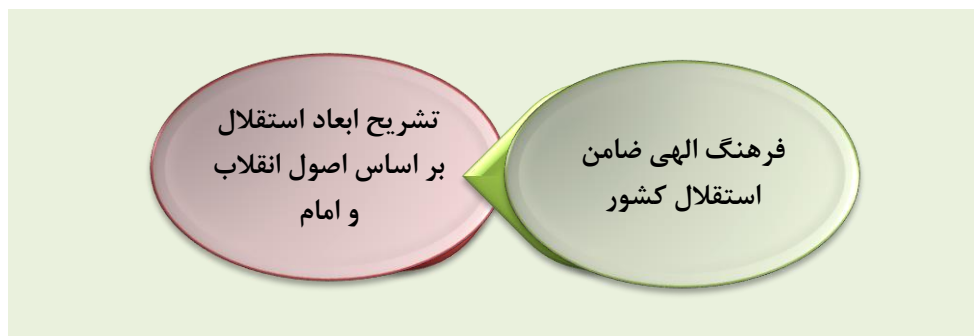 فرهنگ الهی ضامن
استقلال کشور
تشریح ابعاد استقلال
بر اساس اصول انقلاب
و امام